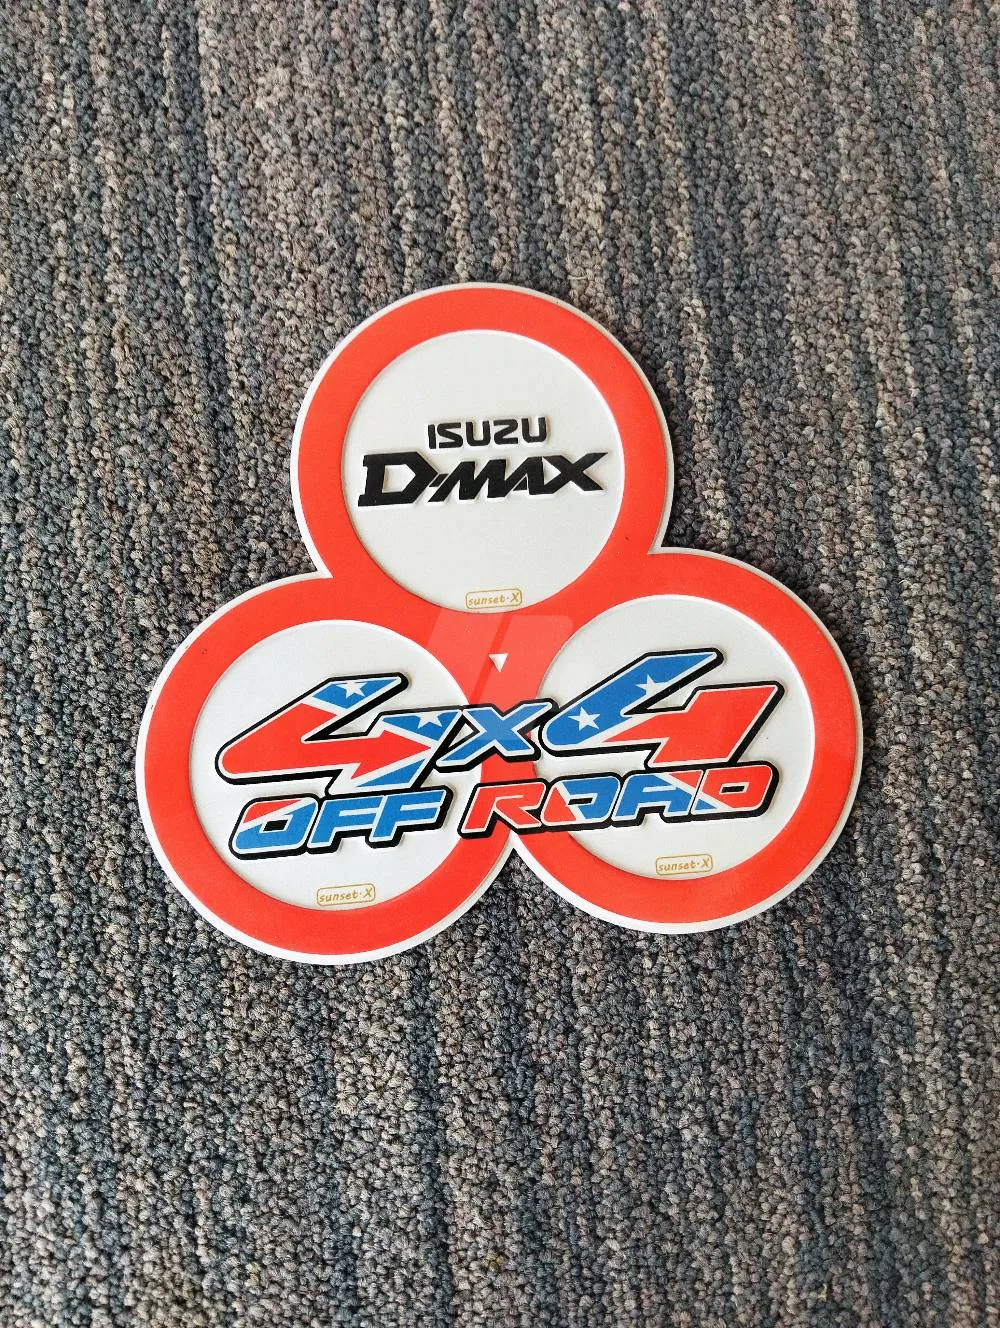 ISUZU
D-MAX
sunset·X
4x4
OFF ROAD
sunset·X
sunset·X